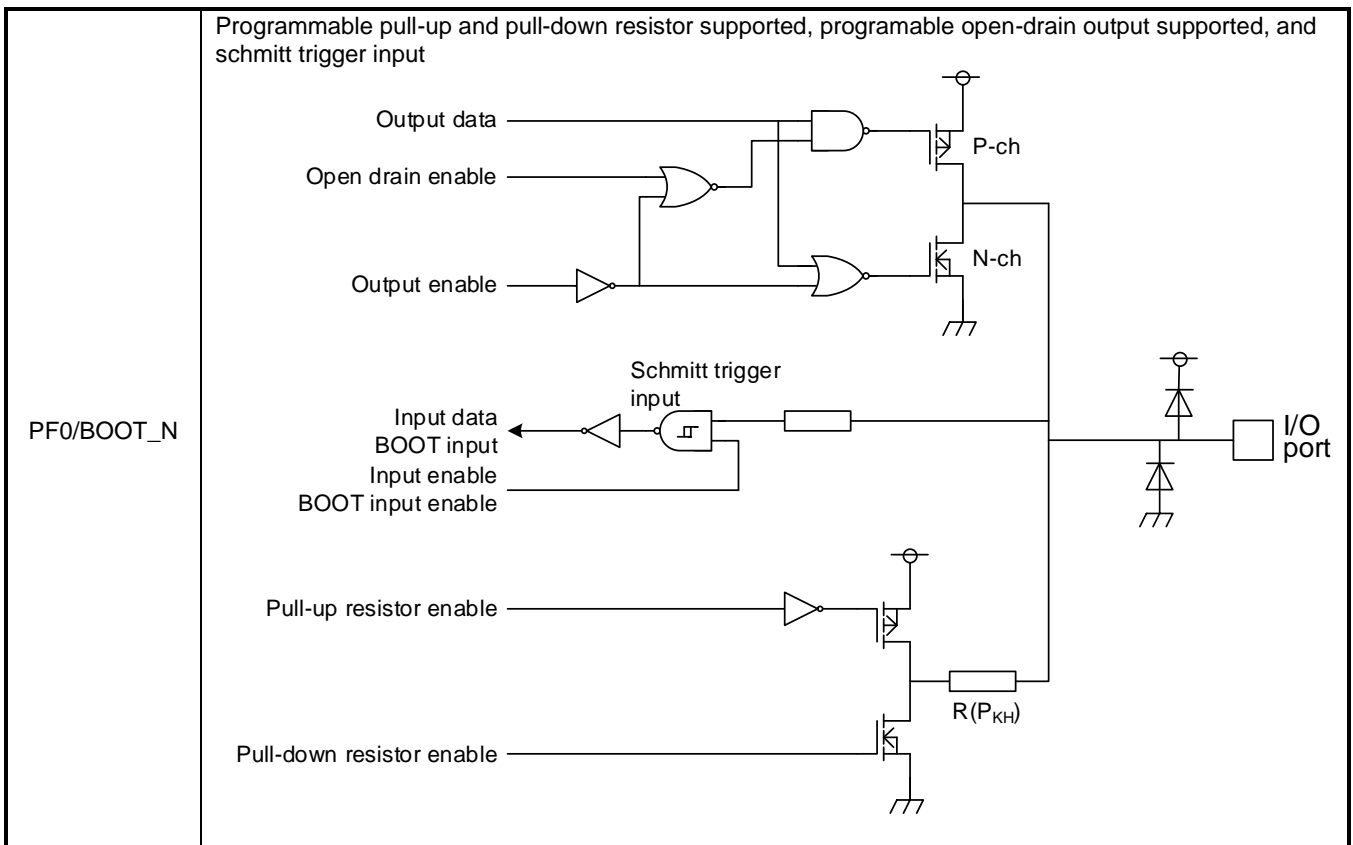 Programmable pull-up and pull-down resistor supported, programable open-drain output supported, and
schmitt trigger input
Output data
P-ch
Open drain enable
N-ch
Output enable
Schmitt trigger
input
Input data
BOOT input
Input enable
BOOT input enable
PF0/BOOT_N
I/O
port
Pull-up resistor enable
R(PKH)
Pull-down resistor enable